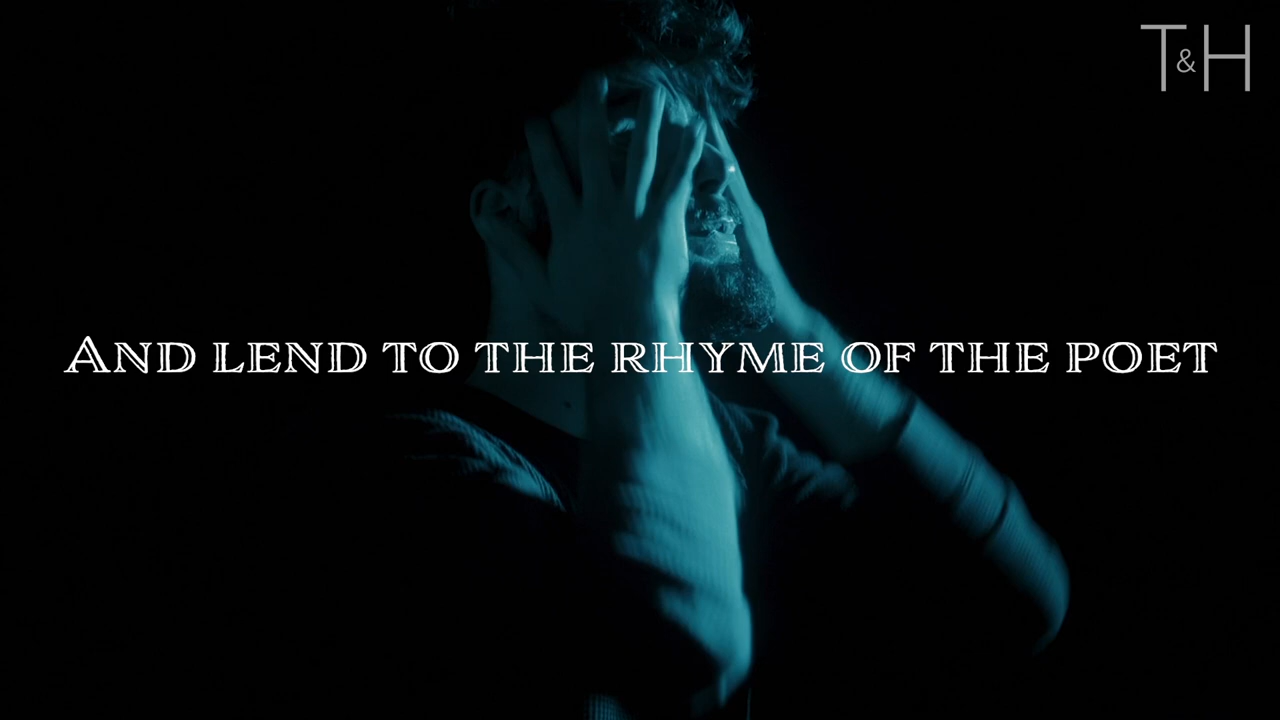 T&H
AND LEND TO THE RHYME OF THE POET